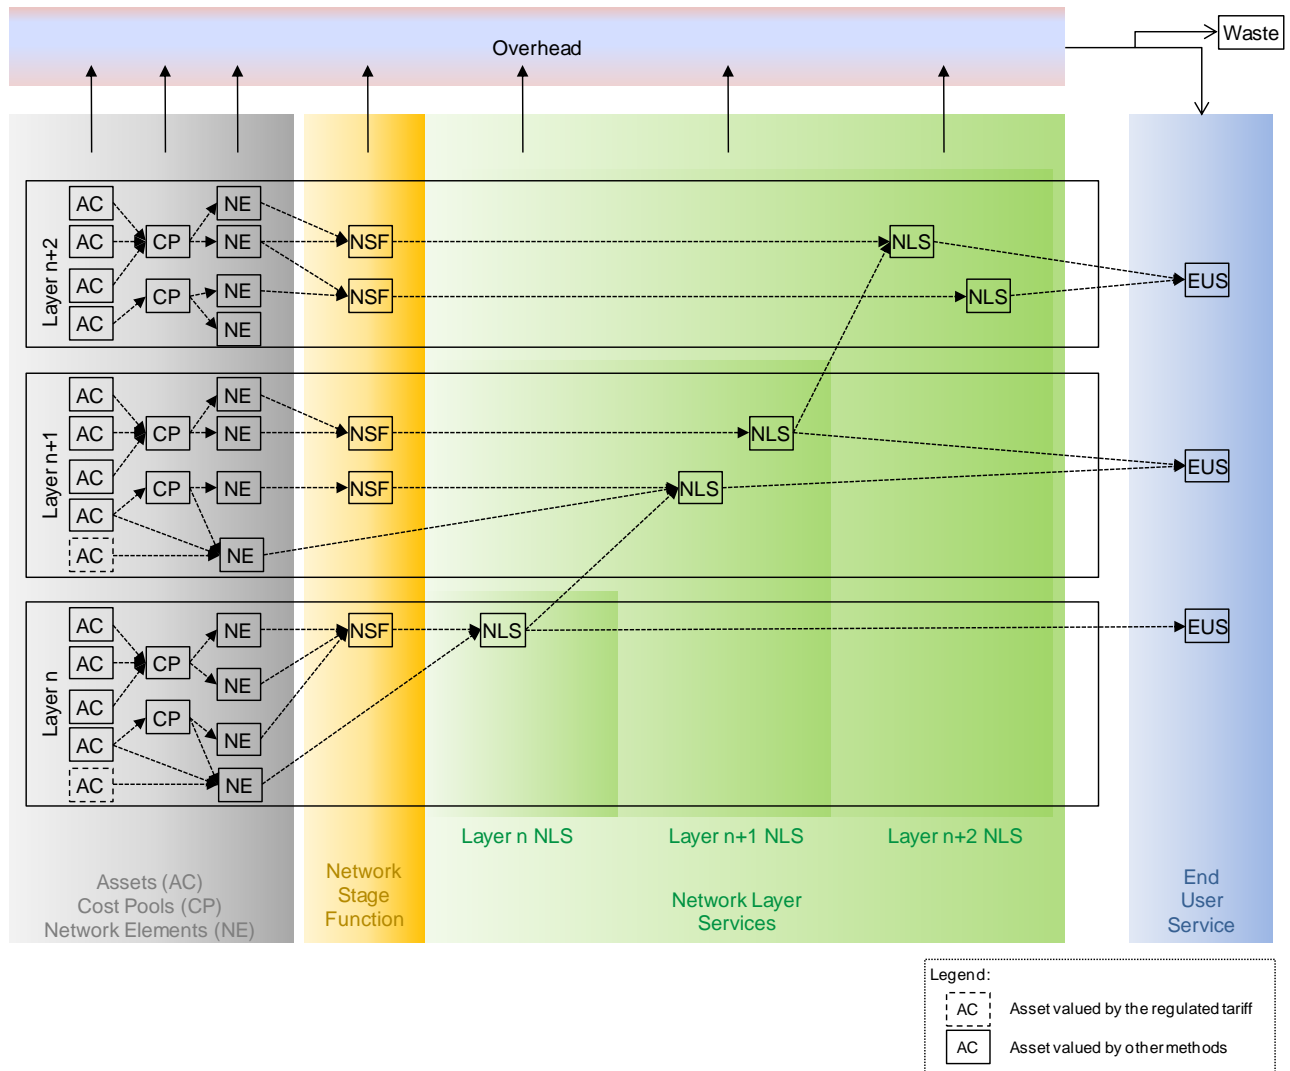 Overhead
Waste
Layer n+2
AC
AC
AC
AC
CP
CP
NE
NE
NE
NE
NSF
NSF
NLS
NLS
EUS
Layer n+1
AC
AC
AC
AC
AC
CP
CP
NE
NE
NE
NE
NSF
NSF
NLS
NLS
EUS
Layer n
AC
AC
AC
AC
AC
CP
CP
NE
NE
NE
NE
NSF
NLS
EUS
Layer n NLS
Layer n+1 NLS
Layer n+2 NLS
Assets (AC)
Cost Pools (CP)
Network Elements (NE)
Network
Stage
Function
Network Layer
Services
End
User
Service
Legend:
AC Asset valued by the regulated tariff
AC Asset valued by other methods